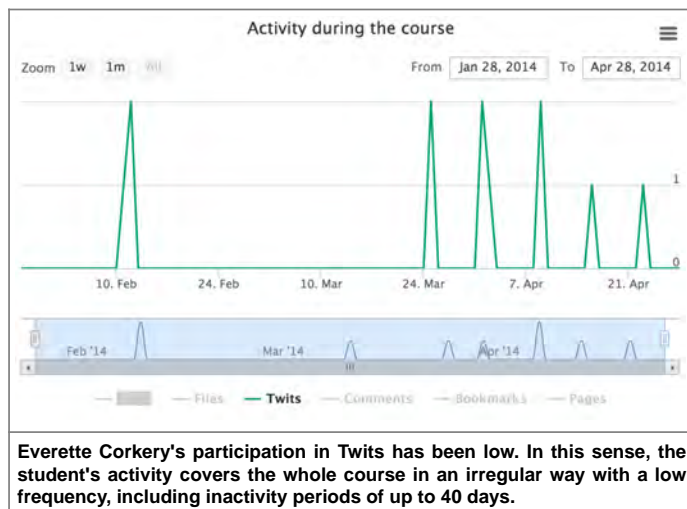 Activity during the course
Zoom 1w 1m All From Jan 28, 2014 To Apr 28, 2014
1
0
10. Feb 24. Feb 10. Mar 24. Mar 7. Apr 21. Apr
Feb '14 Mar '14 Apr '14
Files Twits Comments Bookmarks Pages
Everette Corkery's participation in Twits has been low. In this sense, the
student's activity covers the whole course in an irregular way with a low
frequency, including inactivity periods of up to 40 days.